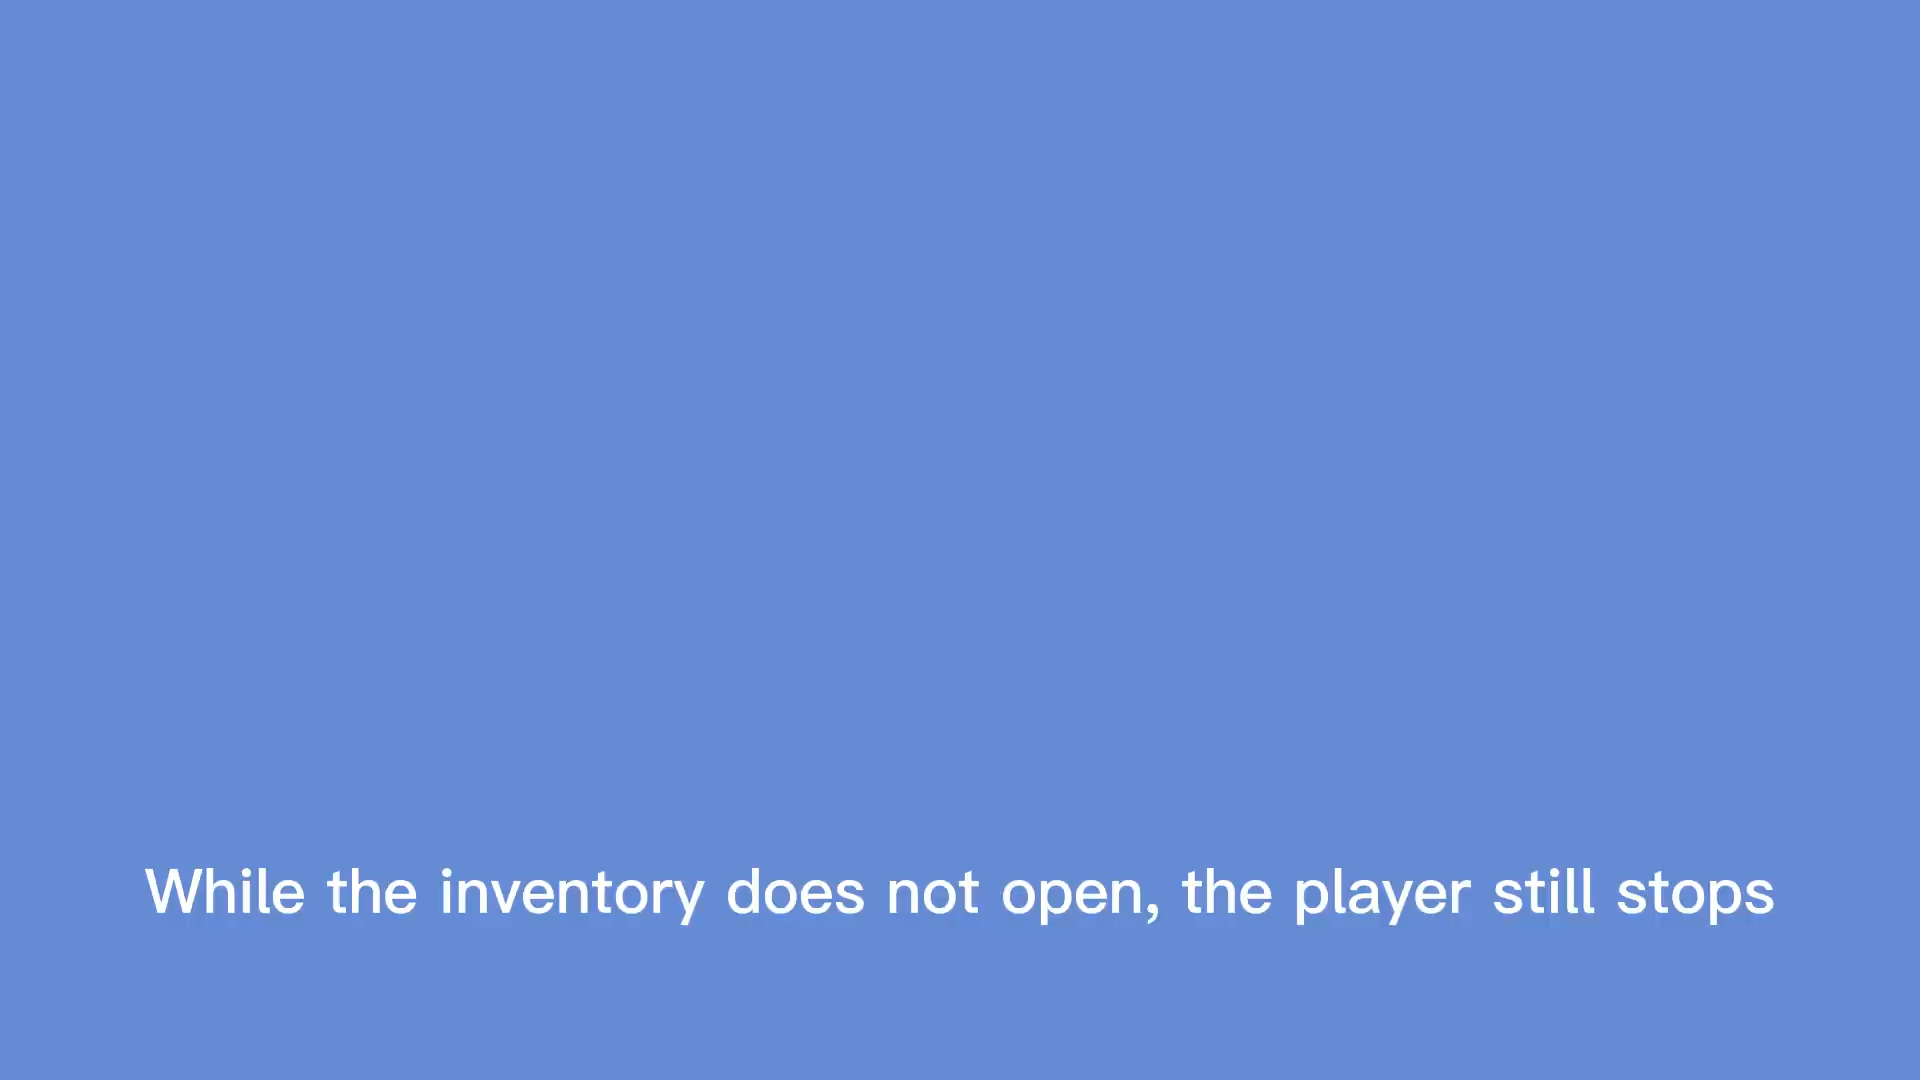 While the inventory does not open, the player still stops